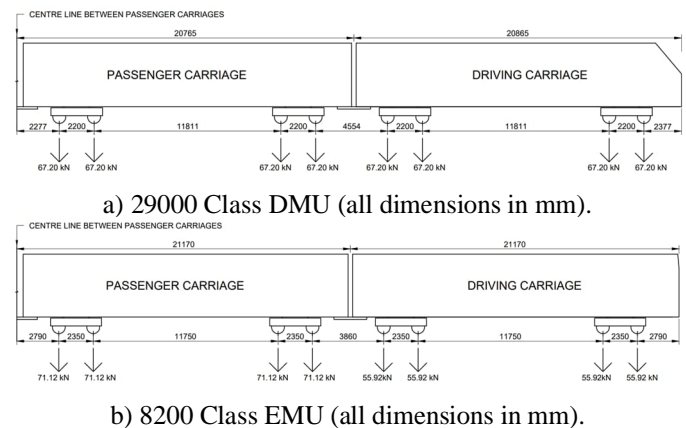 CENTRE LINE BETWEEN PASSENGER CARRIAGES
20765 20865
PASSENGER CARRIAGE DRIVING CARRIAGE
2277 2200 11811 2200 4554 2200 11811 2200 2377
67.20 kN 67.20 kN 67.20 kN 67.20 kN 67.20 kN 67.20 kN 67.20 kN 67.20 kN
a) 29000 Class DMU (all dimensions in mm).
CENTRE LINE BETWEEN PASSENGER CARRIAGES
21170 21170
PASSENGER CARRIAGE DRIVING CARRIAGE
2790 2350 11750 2350 3860 2350 11750 2350 2790
71.12 kN 71.12 kN 71.12 kN 71.12 kN 55.92kN 55.92 kN 55.92kN 55.92 kN
b) 8200 Class EMU (all dimensions in mm).